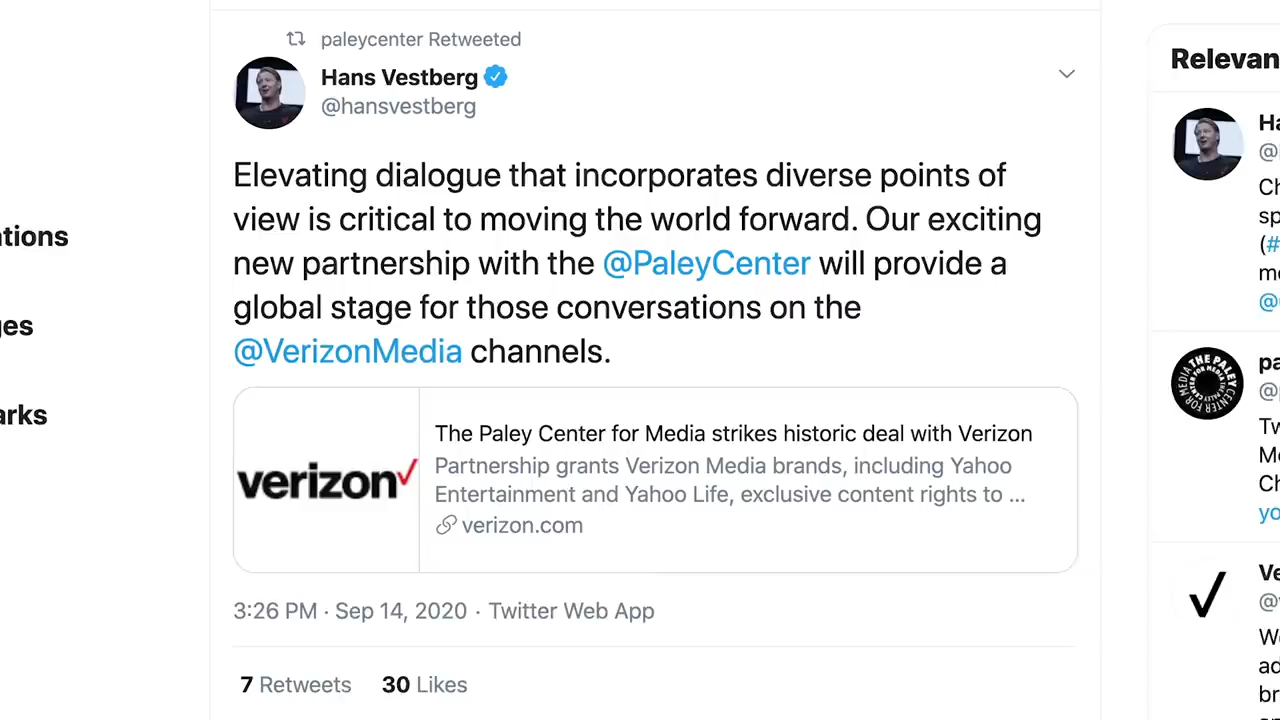 paleycenter Retweeted
Hans Vestberg
@hansvestberg
Elevating dialogue that incorporates diverse points of
view is critical to moving the world forward. Our exciting
new partnership with the @PaleyCenter will provide a
global stage for those conversations on the
@VerizonMedia channels.
verizon
The Paley Center for Media strikes historic deal with Verizon
Partnership grants Verizon Media brands, including Yahoo
Entertainment and Yahoo Life, exclusive content rights to ...
verizon.com
3:26 PM · Sep 14, 2020 · Twitter Web App
7 Retweets 30 Likes